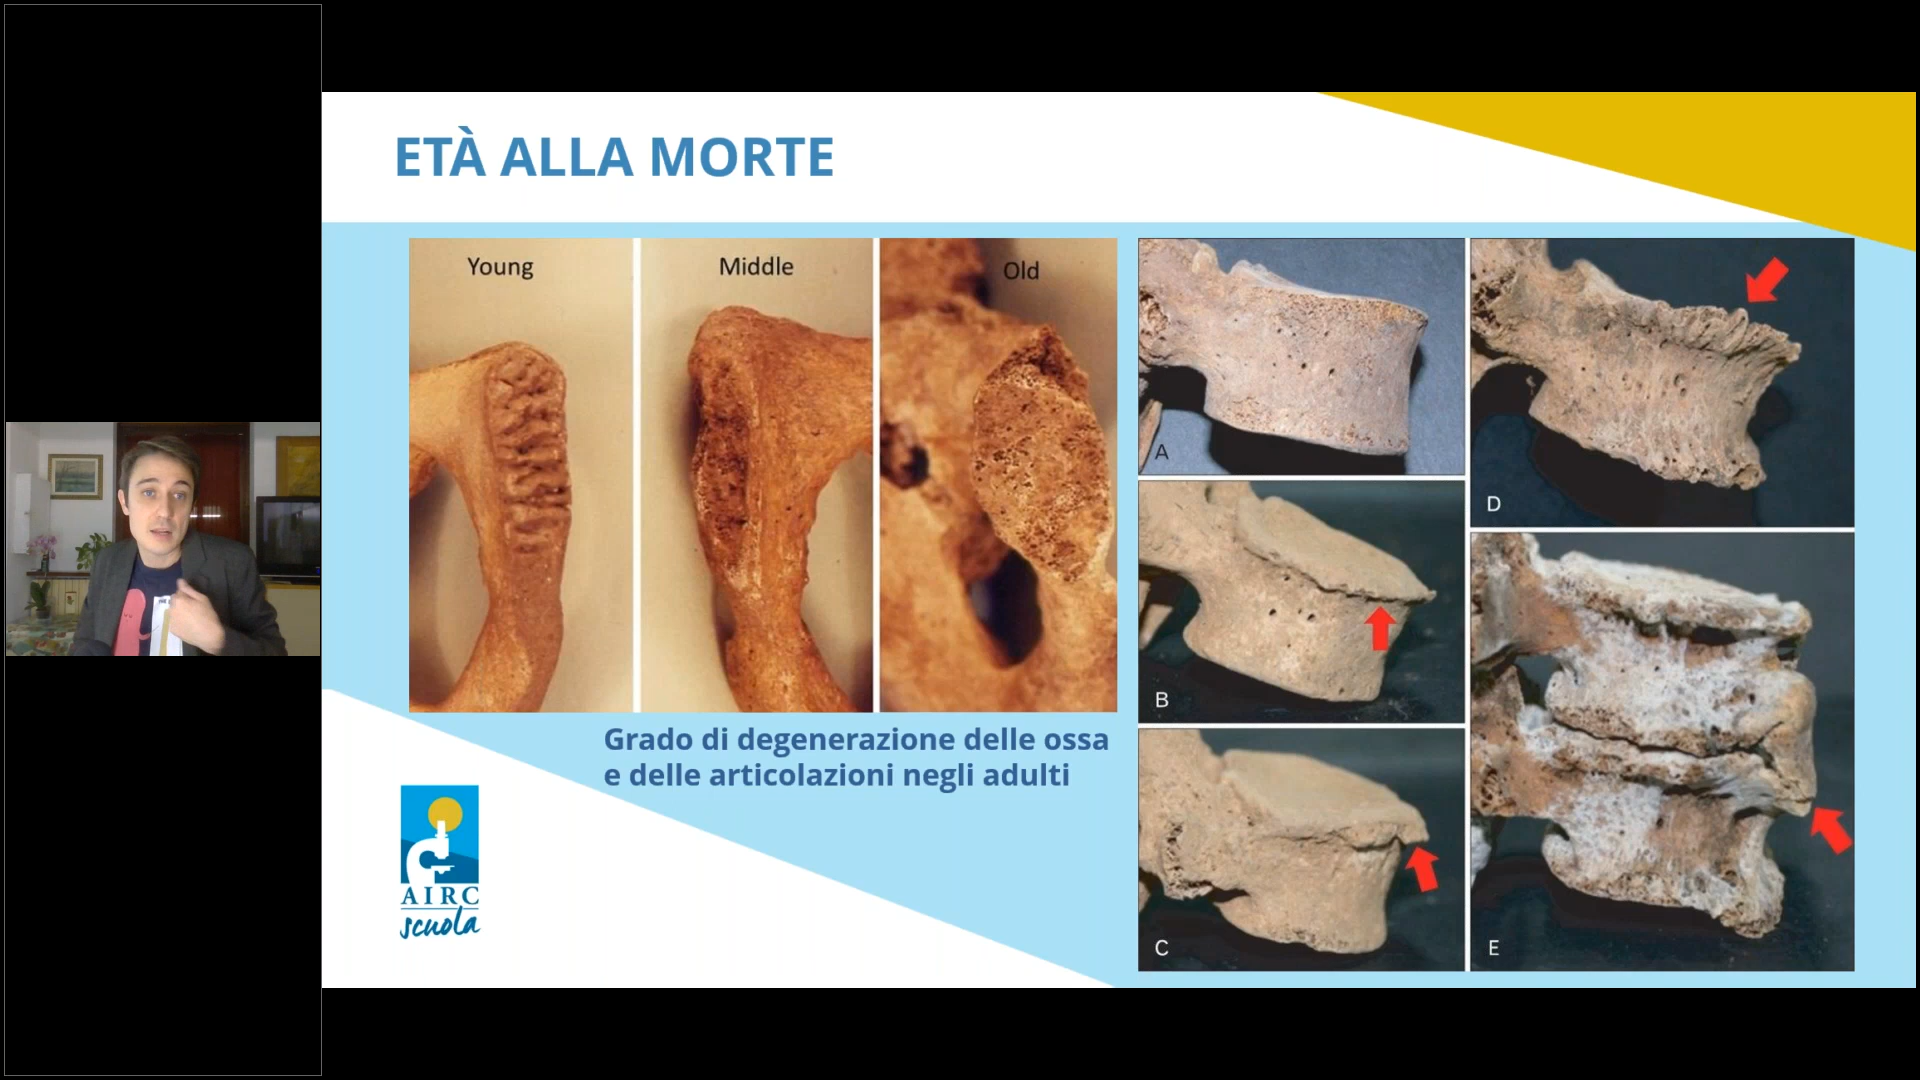 ETÀ ALLA MORTE
Young
Middle
Old
A
B
C
D
E
Grado di degenerazione delle ossa
e delle articolazioni negli adulti
AIRC
scuola